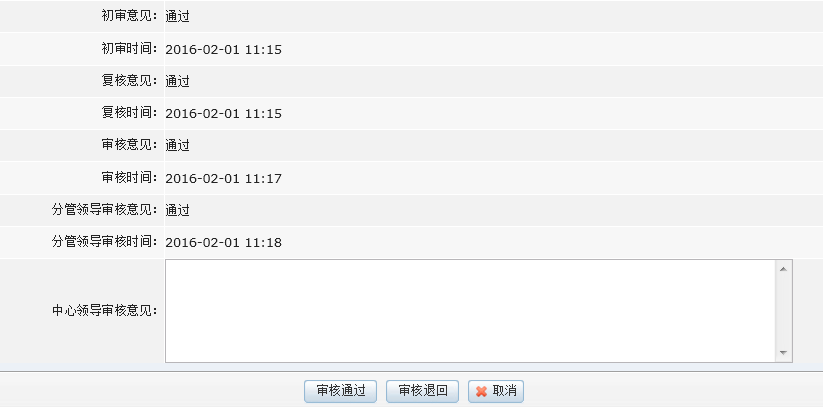 初审意见：通过
初审时间：2016-02-01 11:15
复核意见：通过
复核时间：2016-02-01 11:15
审核意见：通过
审核时间：2016-02-01 11:17
分管领导审核意见：通过
分管领导审核时间：2016-02-01 11:18
中心领导审核意见：
审核通过 审核退回 取消